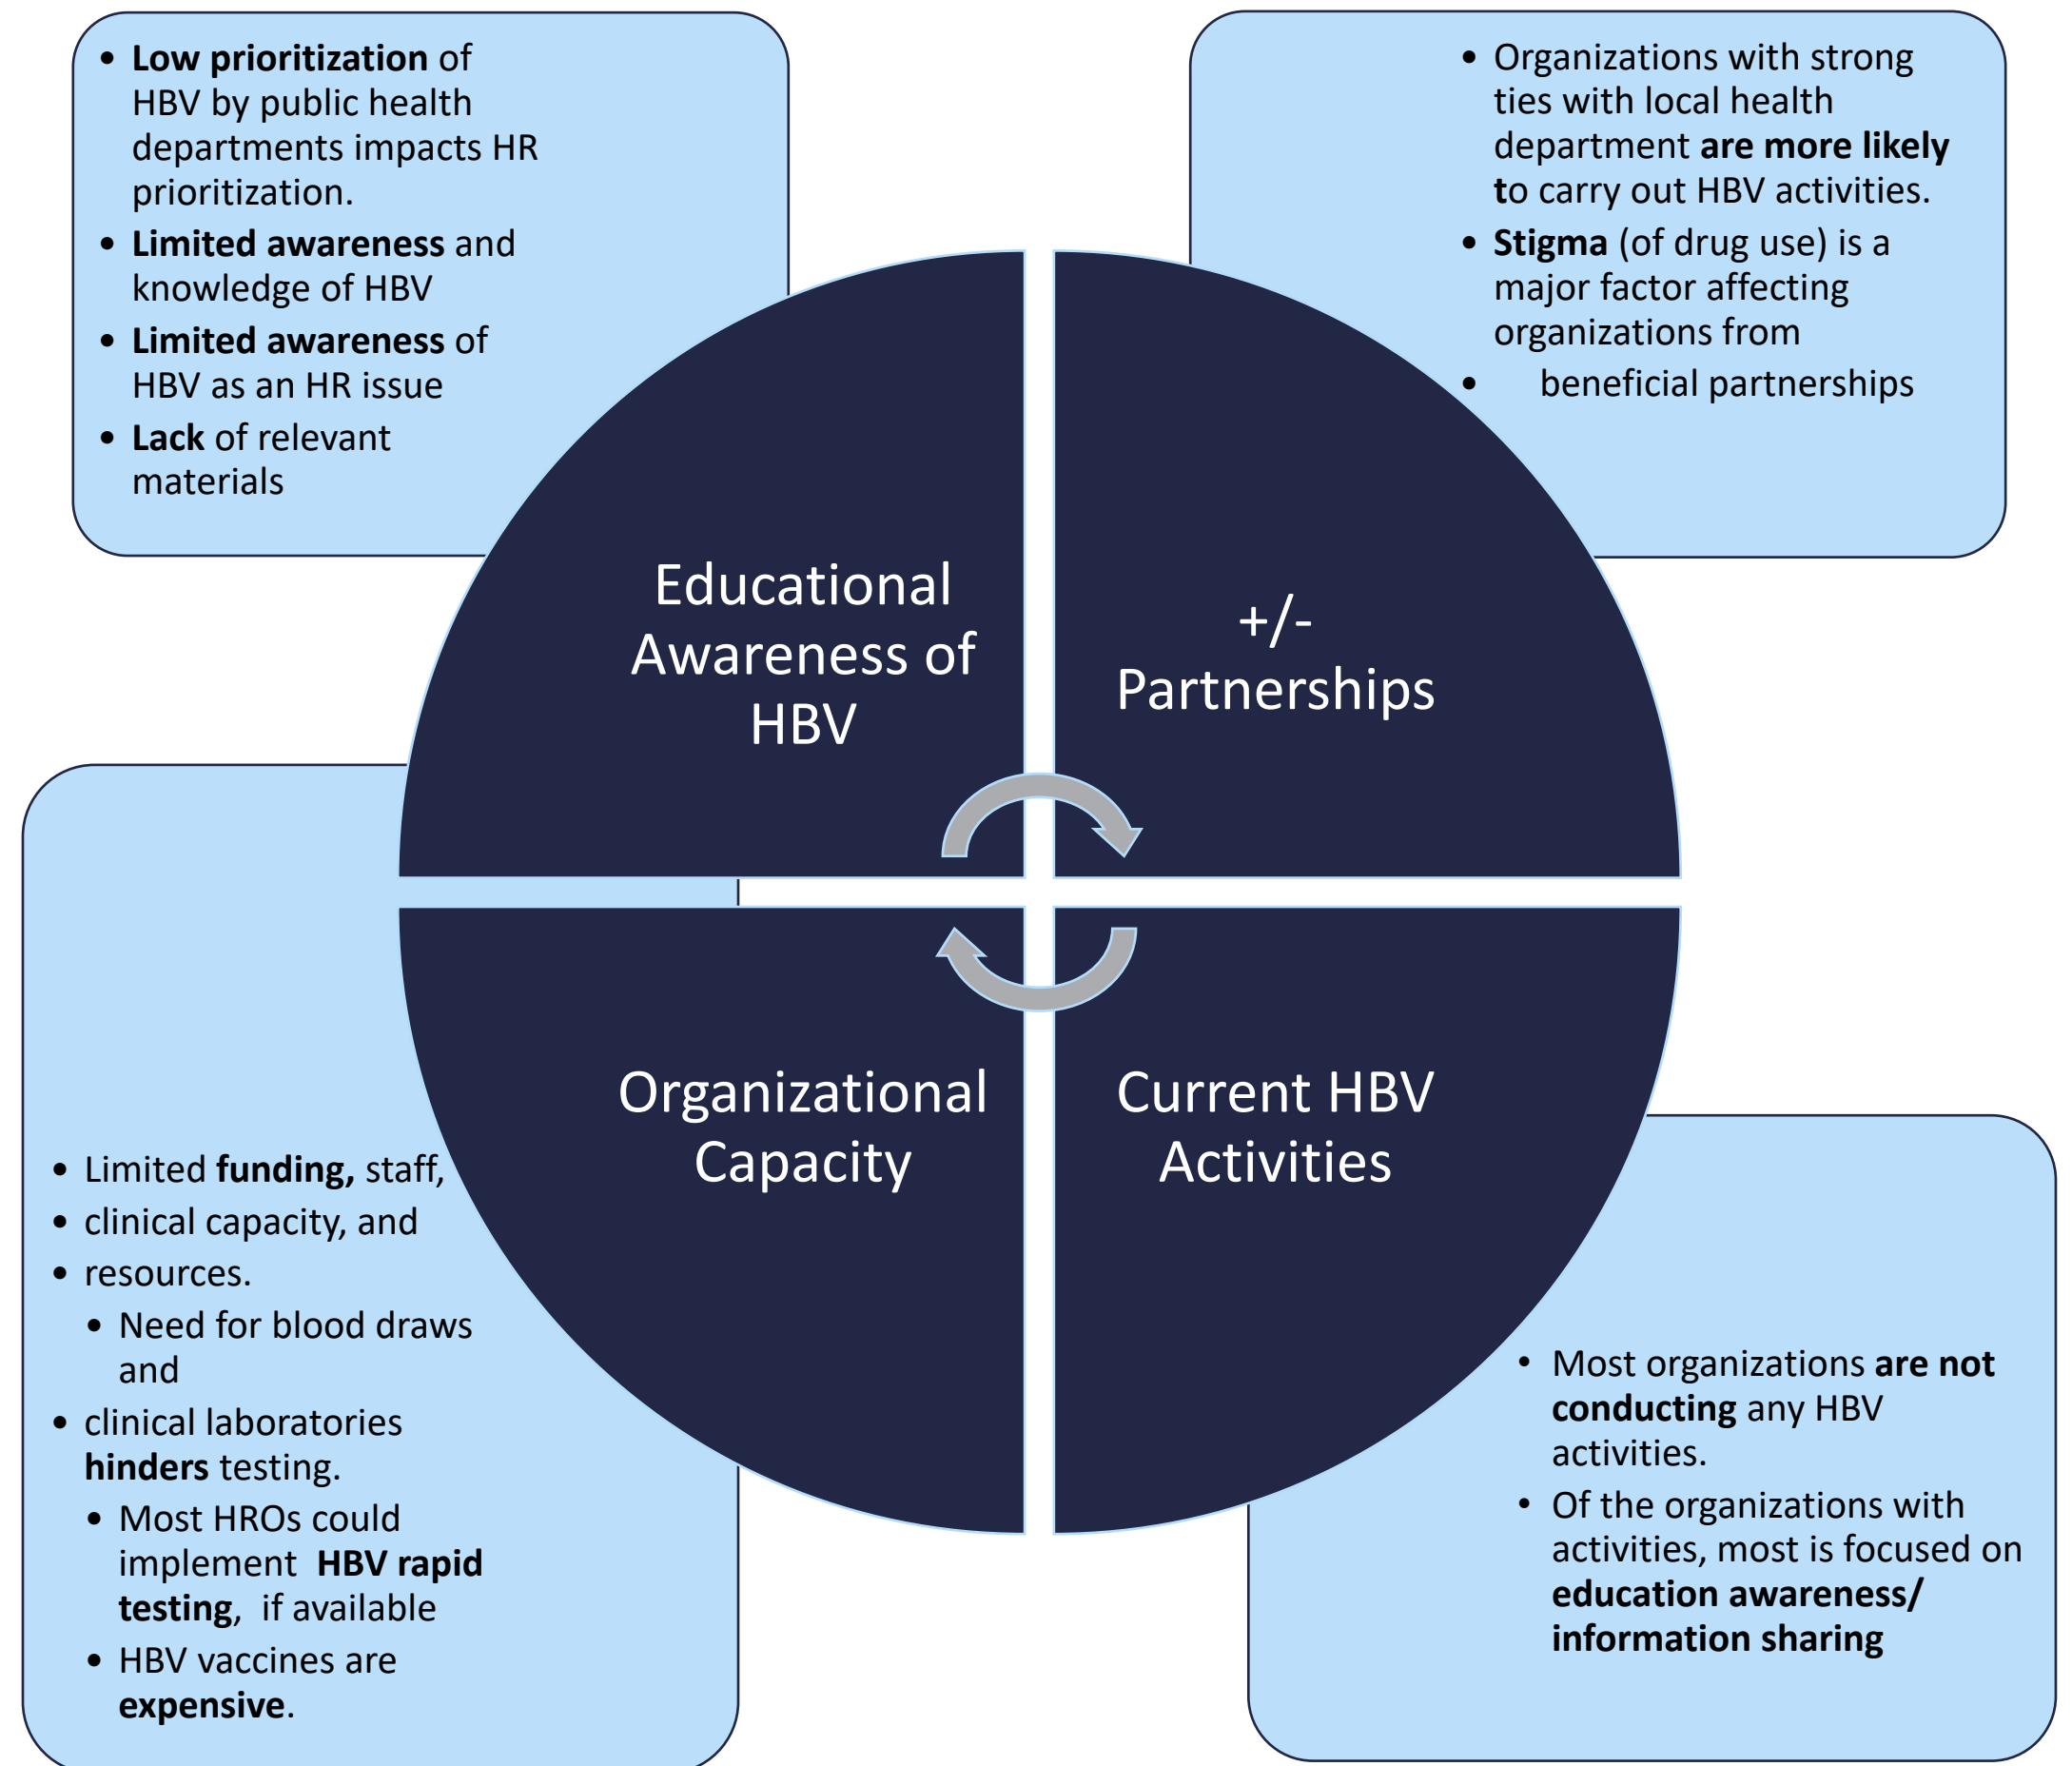 • Low prioritization of
HBV by public health
departments impacts HR
prioritization.
• Limited awareness and
knowledge of HBV
• Limited awareness of
HBV as an HR issue
• Lack of relevant
materials
• Organizations with strong
ties with local health
department are more likely
to carry out HBV activities.
• Stigma (of drug use) is a
major factor affecting
organizations from
• beneficial partnerships
Educational
Awareness of
HBV
+/-
Partnerships
Organizational
Capacity
Current HBV
Activities
• Limited funding, staff,
• clinical capacity, and
• resources.
• Need for blood draws
and
• clinical laboratories
hinders testing.
• Most HROs could
implement HBV rapid
testing, if available
• HBV vaccines are
expensive.
• Most organizations are not
conducting any HBV
activities.
• Of the organizations with
activities, most is focused on
education awareness/
information sharing